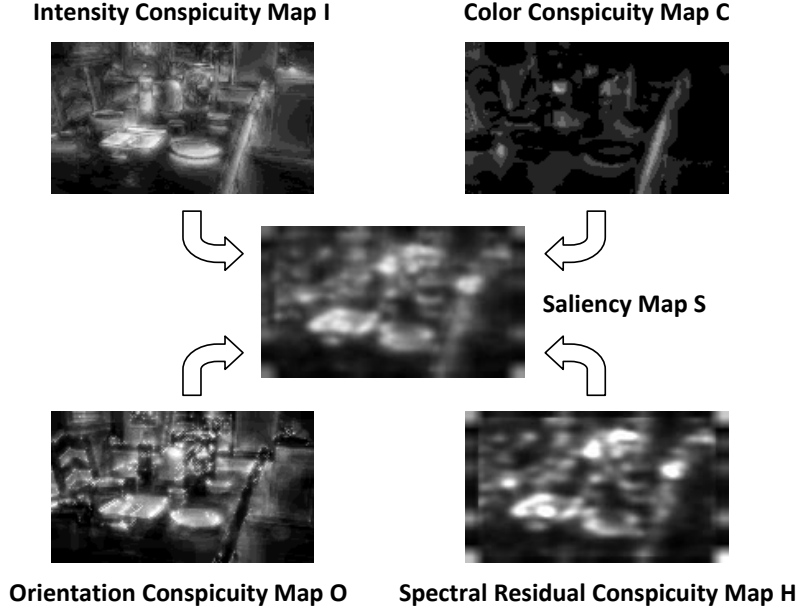 Intensity Conspicuity Map I
Color Conspicuity Map C
Saliency Map S
Orientation Conspicuity Map O
Spectral Residual Conspicuity Map H